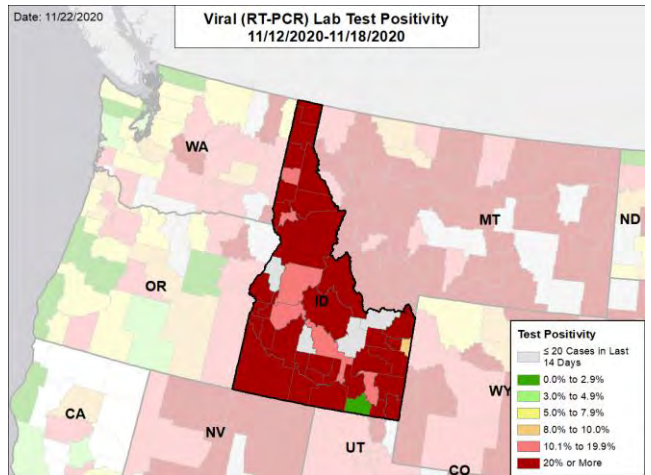 Date: 11/22/2020
Viral (RT-PCR) Lab Test Positivity
11/12/2020-11/18/2020
WA
MT
ND
OR
ID
WY
CA
NV
UT
CO
Test Positivity
≤ 20 Cases in Last
14 Days
0.0% to 2.9%
3.0% to 4.9%
5.0% to 7.9%
8.0% to 10.0%
10.1% to 19.9%
20% or More